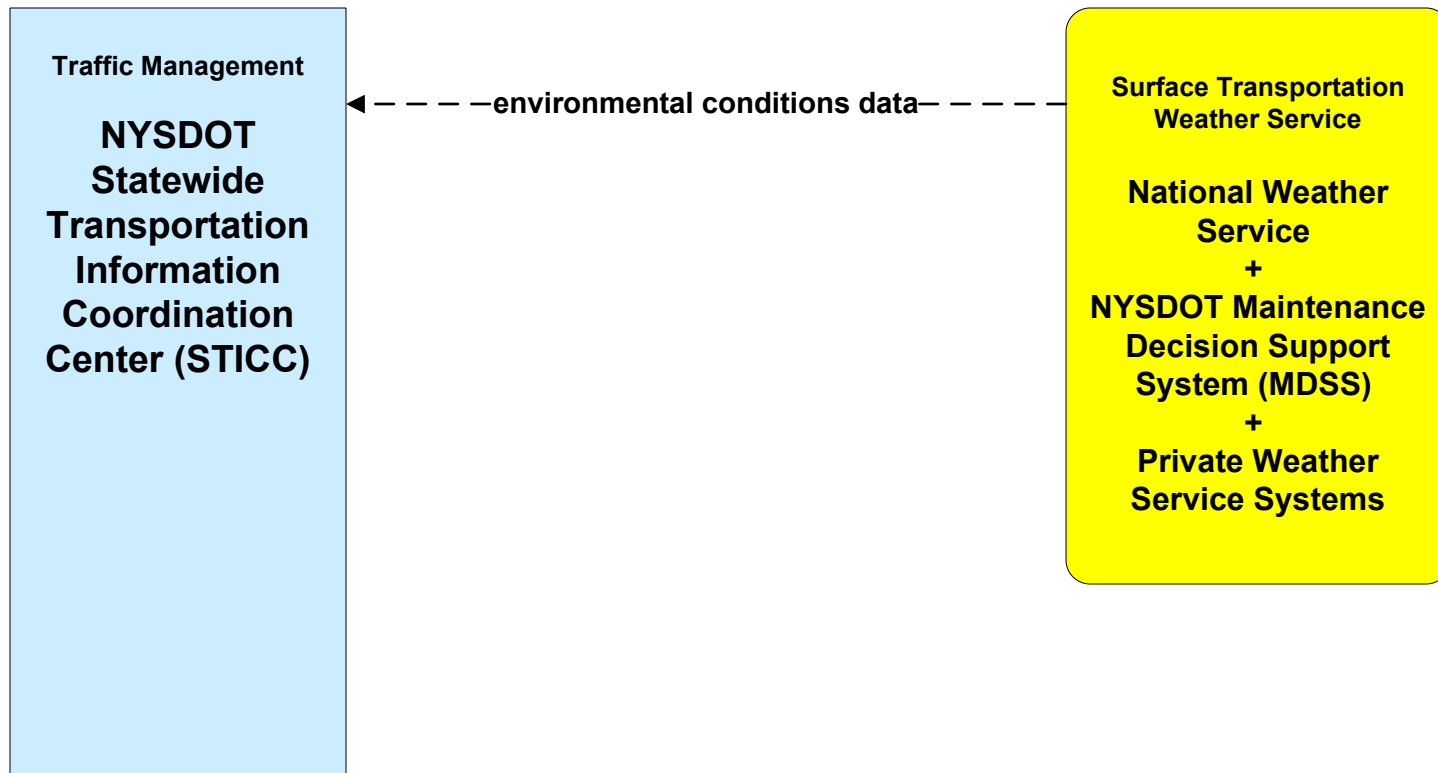 Traffic Management
NYSDOT
Statewide
Transportation
Information
Coordination
Center (STICC)
environmental conditions data
Surface Transportation
Weather Service
National Weather
Service
+
NYSDOT Maintenance
Decision Support
System (MDSS)
+
Private Weather
Service Systems